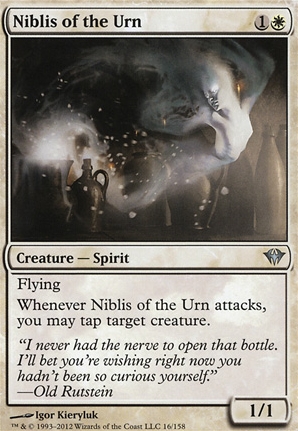 Niblis of the Urn 1
Creature — Spirit
Flying
Whenever Niblis of the Urn attacks,
you may tap target creature.
“I never had the nerve to open that bottle.
I’ll bet you’re wishing right now you
hadn’t been so curious yourself.”
—Old Rutstein
Igor Kieryluk
1/1
™ & © 1993–2012 Wizards of the Coast LLC 16/158